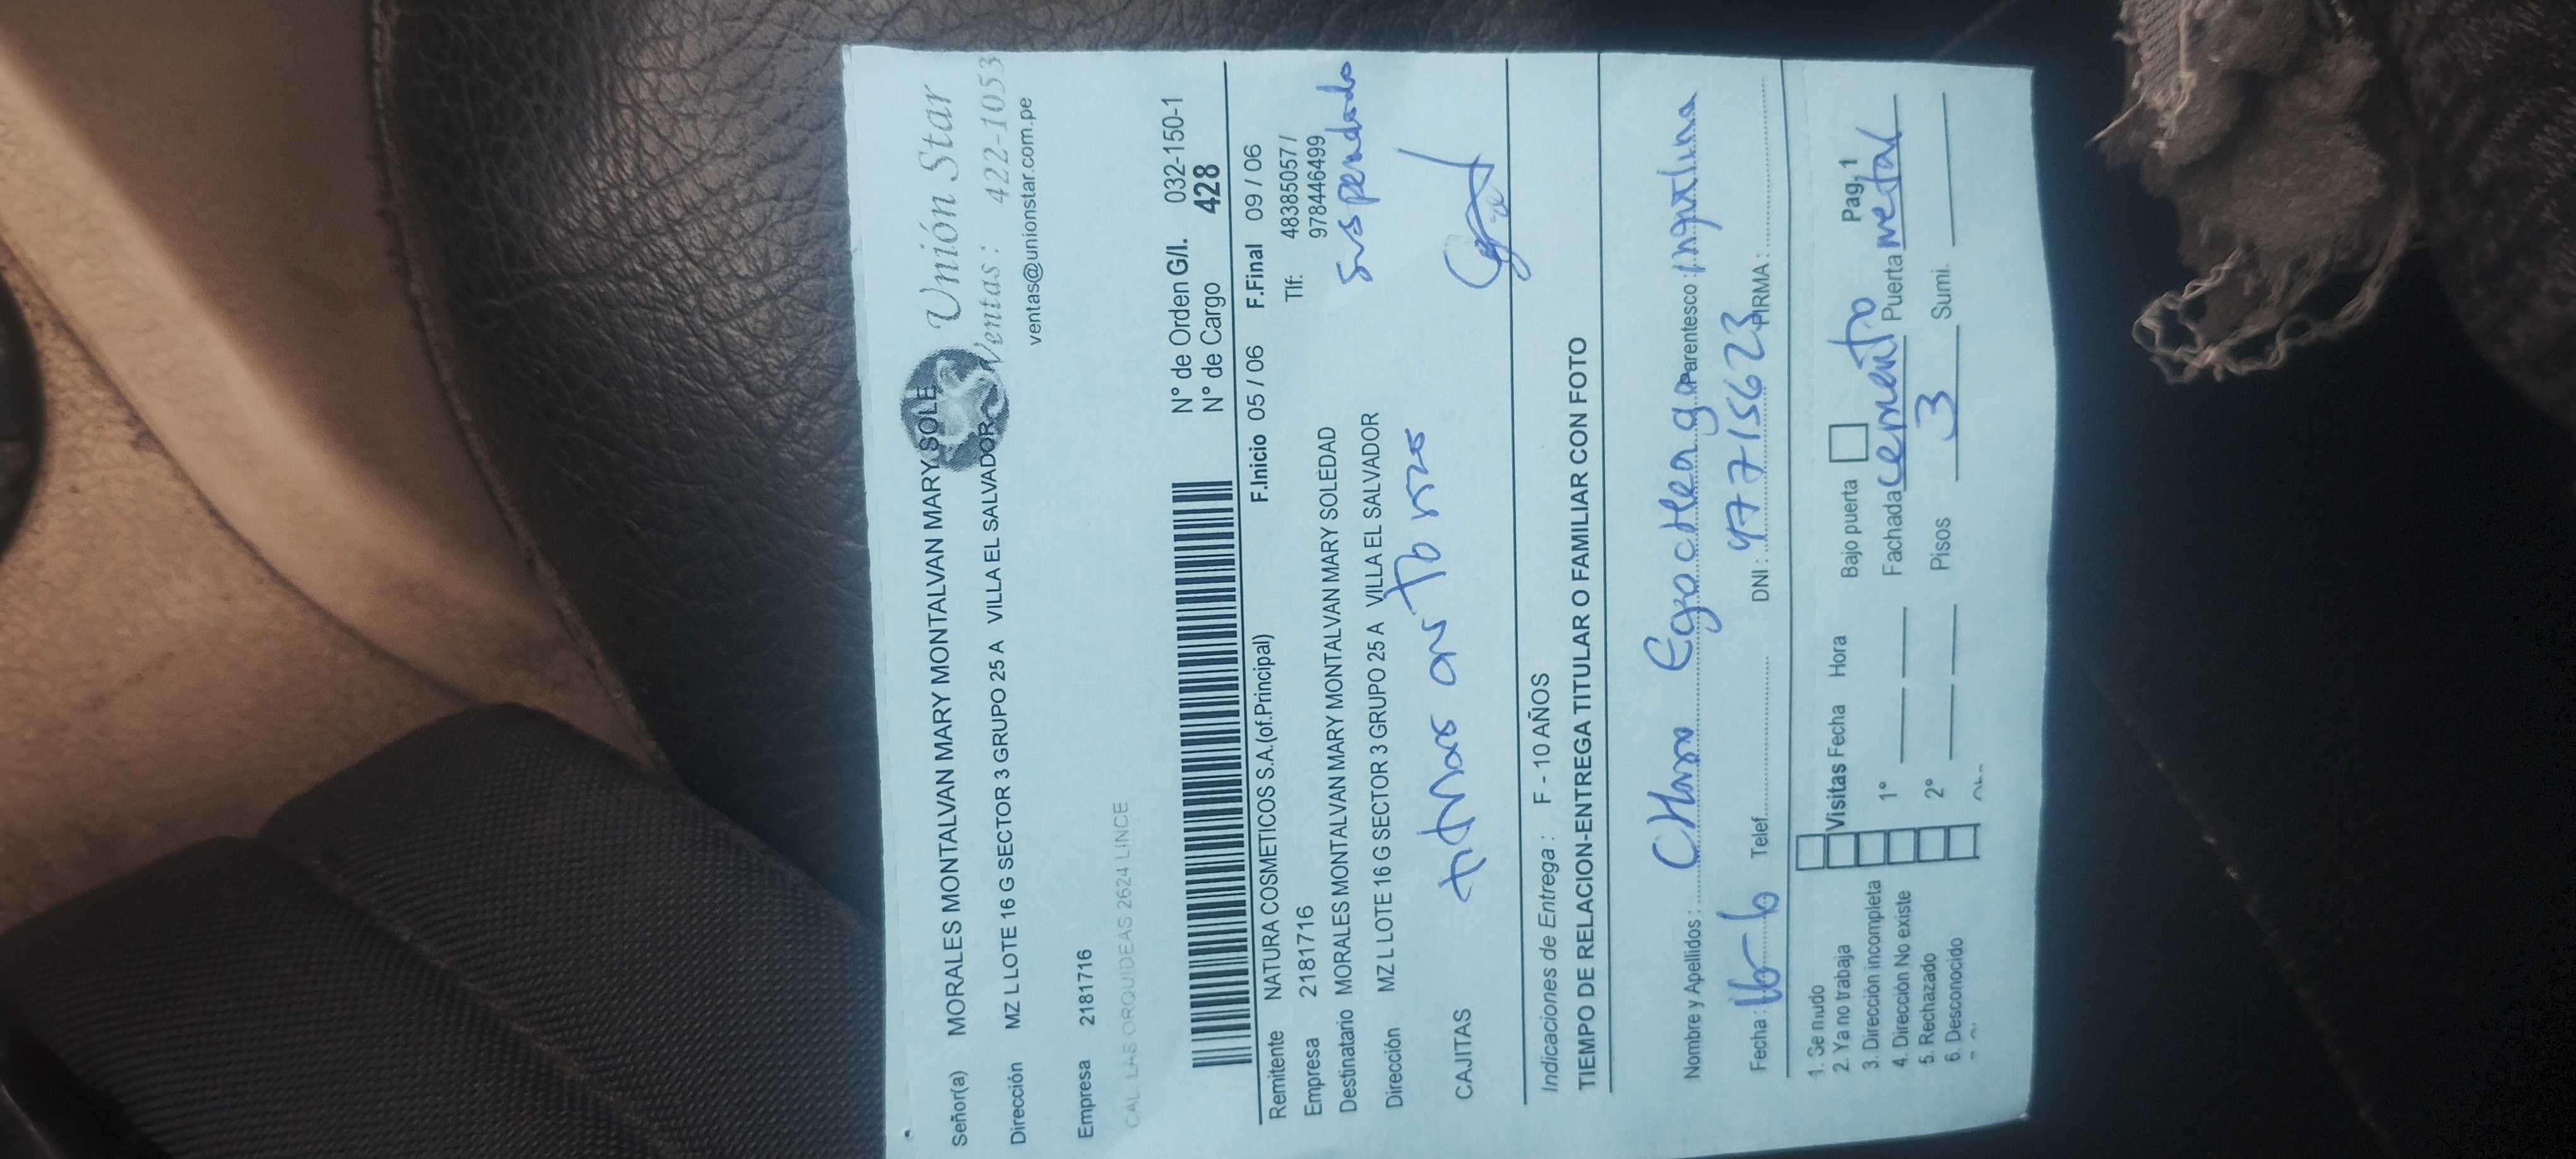 Señor(a) MORALES MONTALVAN MARY MONTALVAN MARY SOLE
Unión Star
Dirección MZ L LOTE 16 G SECTOR 3 GRUPO 25 A VILLA EL SALVADOR
Ventas: 422-1053
ventas@unionstar.com.pe
Empresa 2181716
CAL LAS ORQUIDEAS 2624 LINCE
N° de Orden G/I. 032-150-1
N° de Cargo 428
F.Inicio 05 / 06 F.Final 09 / 06
Remitente NATURA COSMETICOS S.A.(of.Principal)
Tlf: 48385057 /
978446499
Empresa 2181716
Destinatario MORALES MONTALVAN MARY MONTALVAN MARY SOLEDAD
suspendado
Dirección MZ L LOTE 16 G SECTOR 3 GRUPO 25 A VILLA EL SALVADOR
CAJITAS
Indicaciones de Entrega : F - 10 AÑOS
TIEMPO DE RELACION-ENTREGA TITULAR O FAMILIAR CON FOTO
Nombre y Apellidos : Parentesco : inquilina
Fecha : 16-6 Telef. DNI : 47715623 FIRMA :
1. Se mudo
2. Ya no trabaja Visitas Fecha Hora Bajo puerta Pag, 1
3. Dirección incompleta
4. Dirección No existe 1° Fachada cemento Puerta metal
5. Rechazado 2° Pisos 3 Sumi.
6. Desconocido